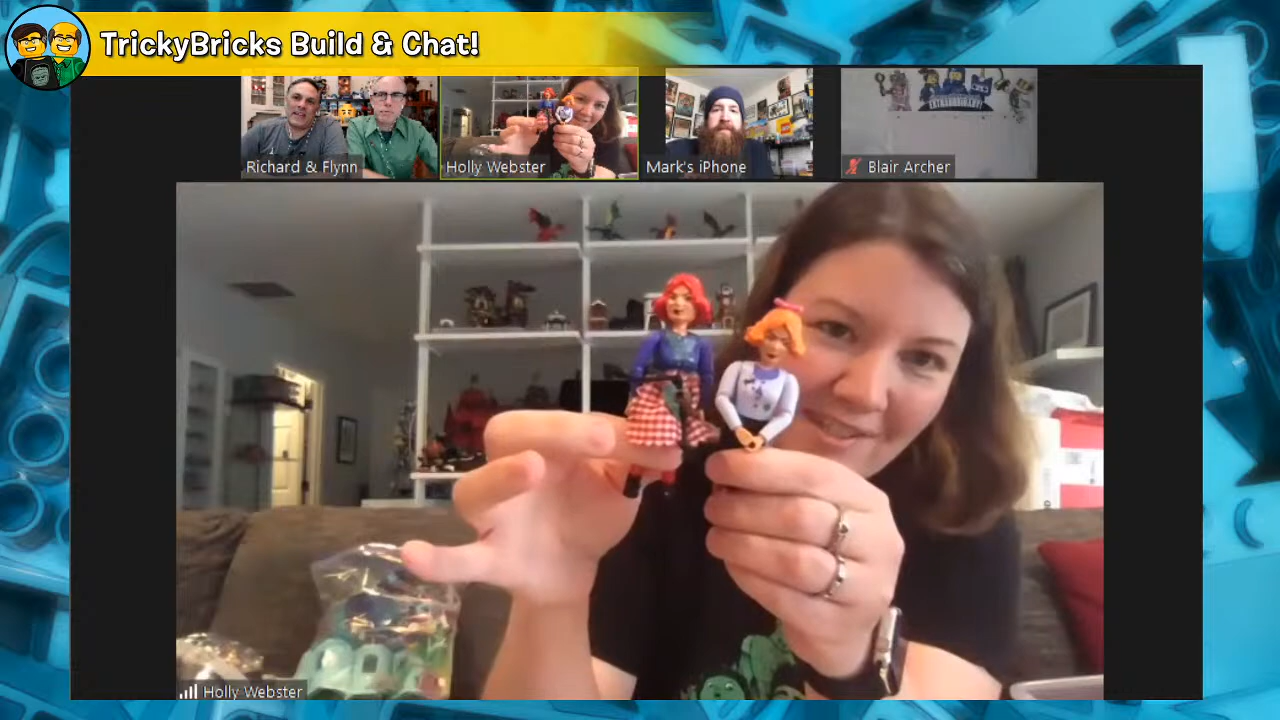 TrickyBricks Build & Chat!
Richard & Flynn
Holly Webster
Mark's iPhone
Blair Archer
Holly Webster